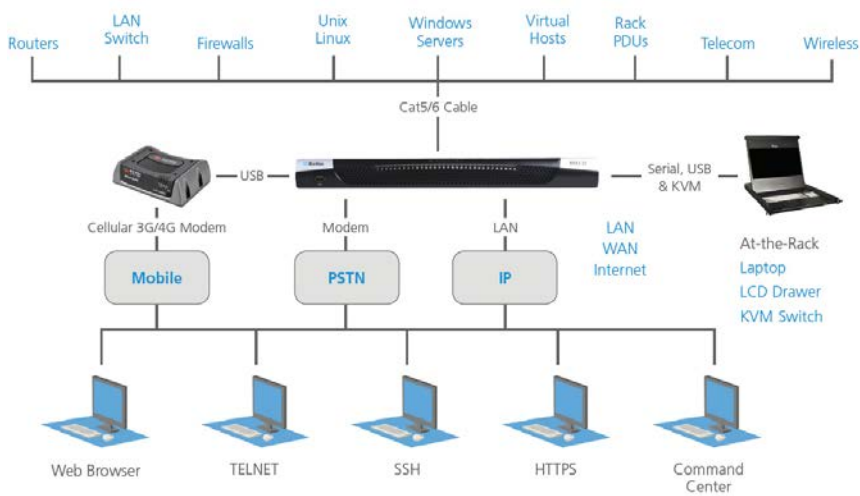 Routers
LAN
Switch
Firewalls
Unix
Linux
Windows
Servers
Virtual
Hosts
Rack
PDUs
Telecom
Wireless
Cat5/6 Cable
USB
Serial, USB
& KVM
Cellular 3G/4G Modem
Modem
LAN
LAN
WAN
Internet
At-the-Rack
Laptop
LCD Drawer
KVM Switch
Mobile
PSTN
IP
Web Browser
TELNET
SSH
HTTPS
Command
Center